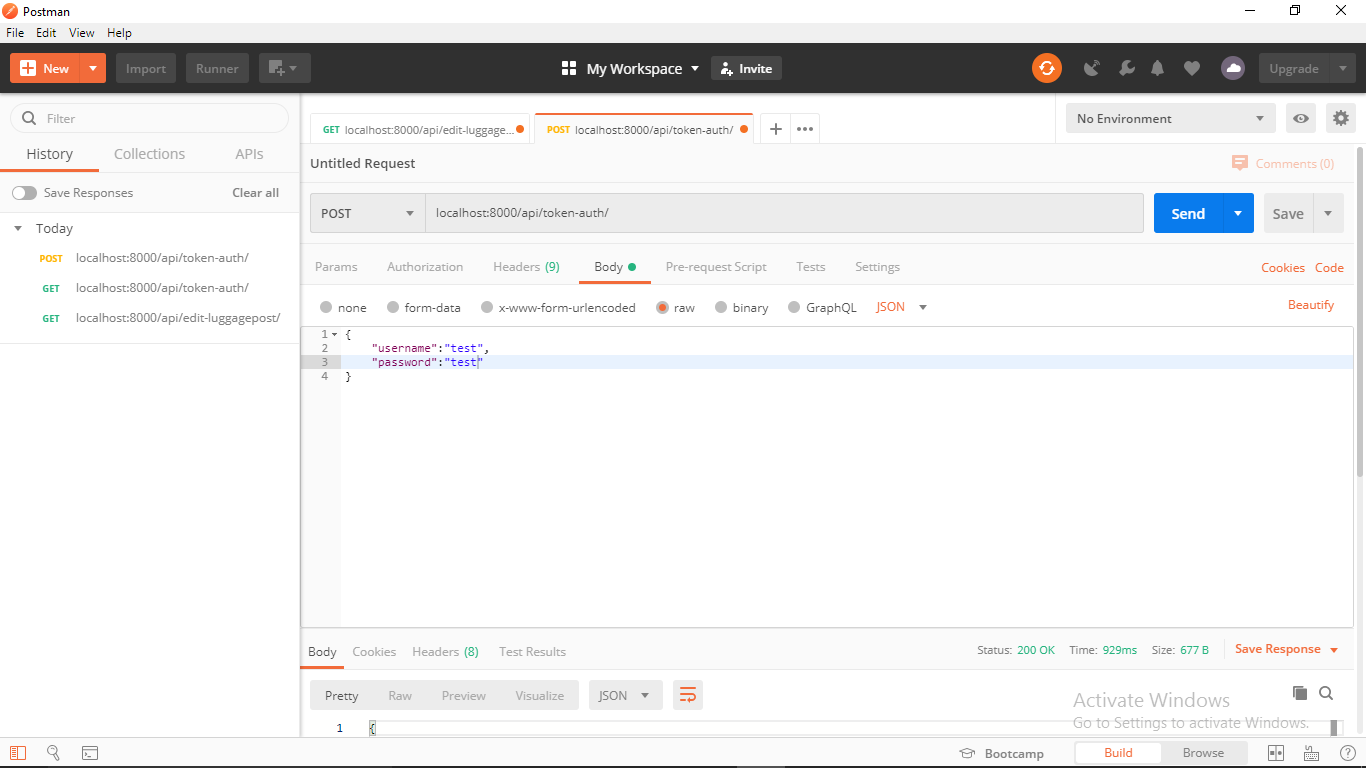 Postman
File Edit View Help
New Import Runner My Workspace Invite Upgrade
Filter
History Collections APIs
Save Responses Clear all
Today
POST localhost:8000/api/token-auth/
GET localhost:8000/api/token-auth/
GET localhost:8000/api/edit-luggagepost/
GET localhost:8000/api/edit-luggage... POST localhost:8000/api/token-auth/ + ••• No Environment
Untitled Request Comments (0)
POST localhost:8000/api/token-auth/ Send Save
Params Authorization Headers (9) Body Pre-request Script Tests Settings Cookies Code
none form-data x-www-form-urlencoded raw binary GraphQL JSON Beautify
1 {
2 "username":"test",
3 "password":"test"
4 }
Body Cookies Headers (8) Test Results Status: 200 OK Time: 929ms Size: 677 B Save Response
Pretty Raw Preview Visualize JSON
1 {
Activate Windows
Go to Settings to activate Windows.
Bootcamp Build Browse